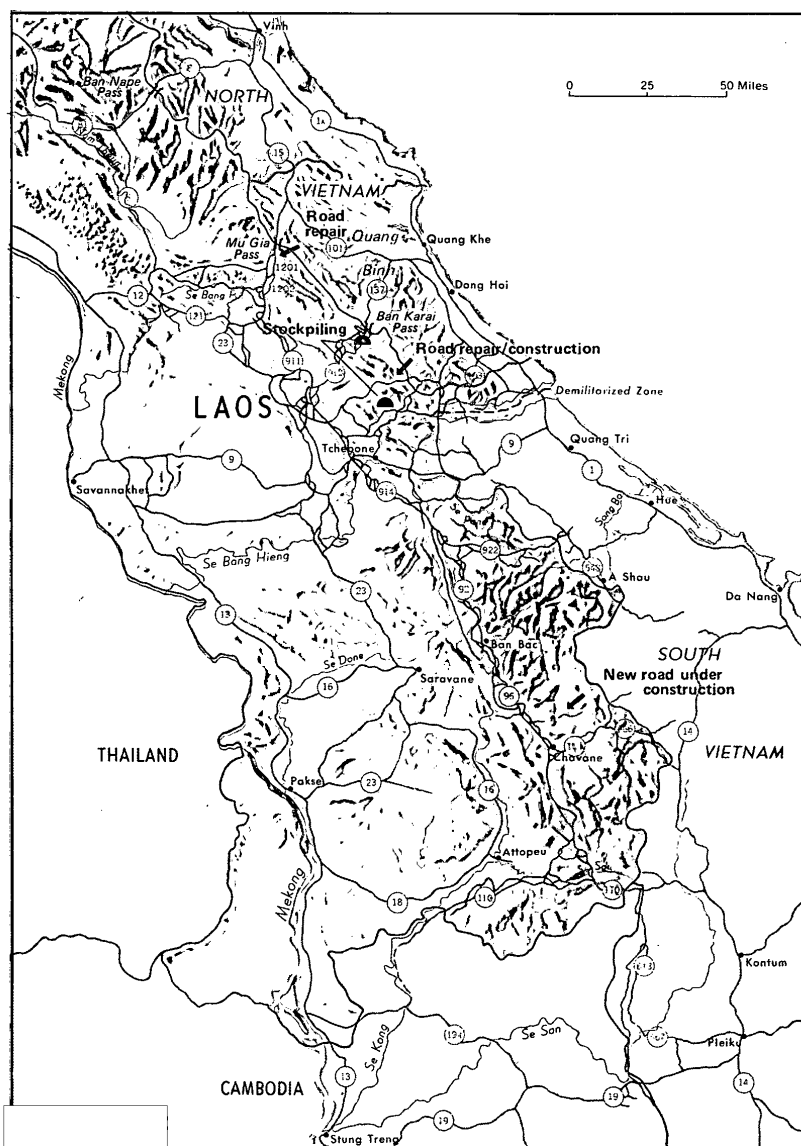 Vinh
0 25 50 Miles
Ban Nape
Pass
NORTH
8
15
VIETNAM
Road
repair
101
Quang
Quang Khe
Mu Gia
Pass
1201
Binh
137
Dong Hoi
12
Se Bang
121
Ban Karai
Pass
Stockpiling
23
911
Road repair/construction
Mekong
LAOS
Demilitarized Zone
9
Tchepone
9
Quang Tri
1
Savannakhet
914
Song Bo
Hue
Se Bang Hieng
922
A Shau
23
Da Nang
13
Ban Bac
SOUTH
Se Done
16
Saravane
New road under
construction
96
14
THAILAND
Chavane
VIETNAM
Pakse
23
16
Attopeu
Mekong
18
110
110
Kontum
Se Kong
194
Se San
Pleiku
CAMBODIA
13
19
14
19
Stung Treng